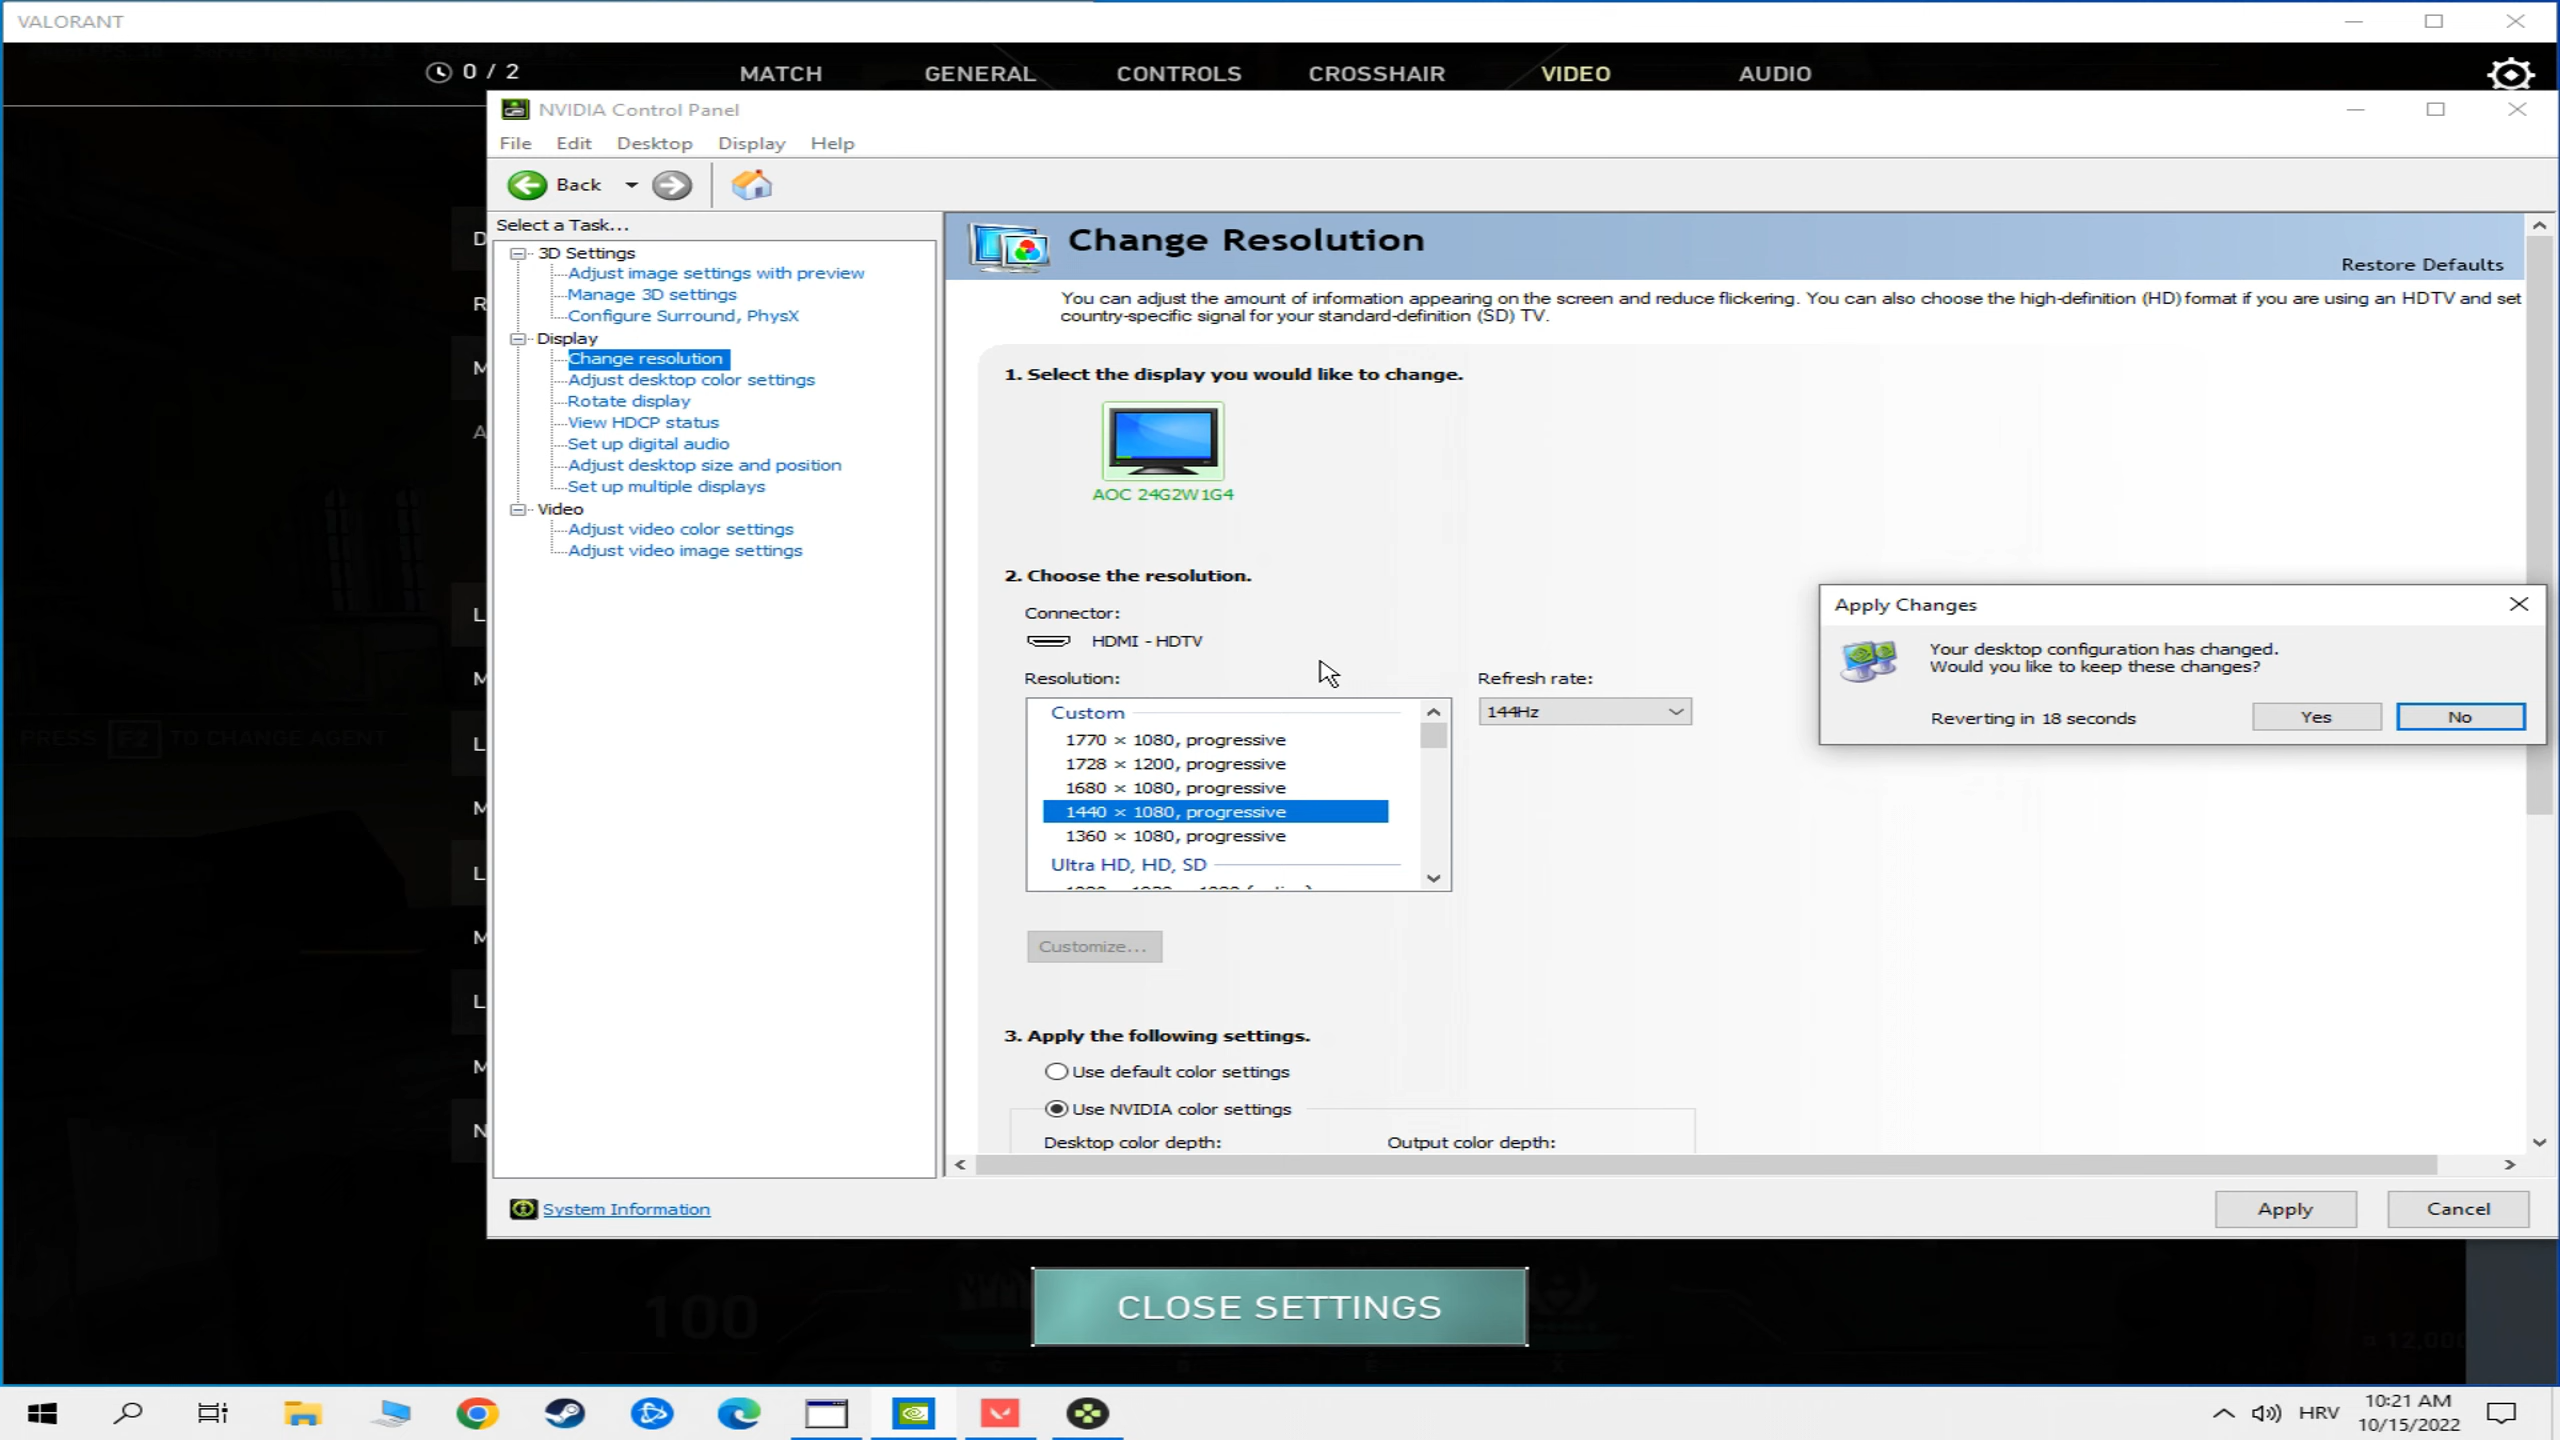 VALORANT
0 / 2
MATCH
GENERAL
CONTROLS
CROSSHAIR
VIDEO
AUDIO
NVIDIA Control Panel
File Edit Desktop Display Help
Back
Select a Task...
3D Settings
Adjust image settings with preview
Manage 3D settings
Configure Surround, PhysX
Display
Change resolution
Adjust desktop color settings
Rotate display
View HDCP status
Set up digital audio
Adjust desktop size and position
Set up multiple displays
Video
Adjust video color settings
Adjust video image settings
System Information
Change Resolution
Restore Defaults
You can adjust the amount of information appearing on the screen and reduce flickering. You can also choose the high-definition (HD) format if you are using an HDTV and set
country-specific signal for your standard-definition (SD) TV.
1. Select the display you would like to change.
AOC 24G2W1G4
2. Choose the resolution.
Connector:
HDMI - HDTV
Resolution:
Refresh rate:
144Hz
Custom
1770 × 1080, progressive
1728 × 1200, progressive
1680 × 1080, progressive
1440 × 1080, progressive
1360 × 1080, progressive
Ultra HD, HD, SD
Customize...
3. Apply the following settings.
Use default color settings
Use NVIDIA color settings
Desktop color depth:
Output color depth:
Apply
Cancel
Apply Changes
Your desktop configuration has changed.
Would you like to keep these changes?
Reverting in 18 seconds
Yes
No
PRESS F2 TO CHANGE AGENT
100
CLOSE SETTINGS
HRV
10:21 AM
10/15/2022